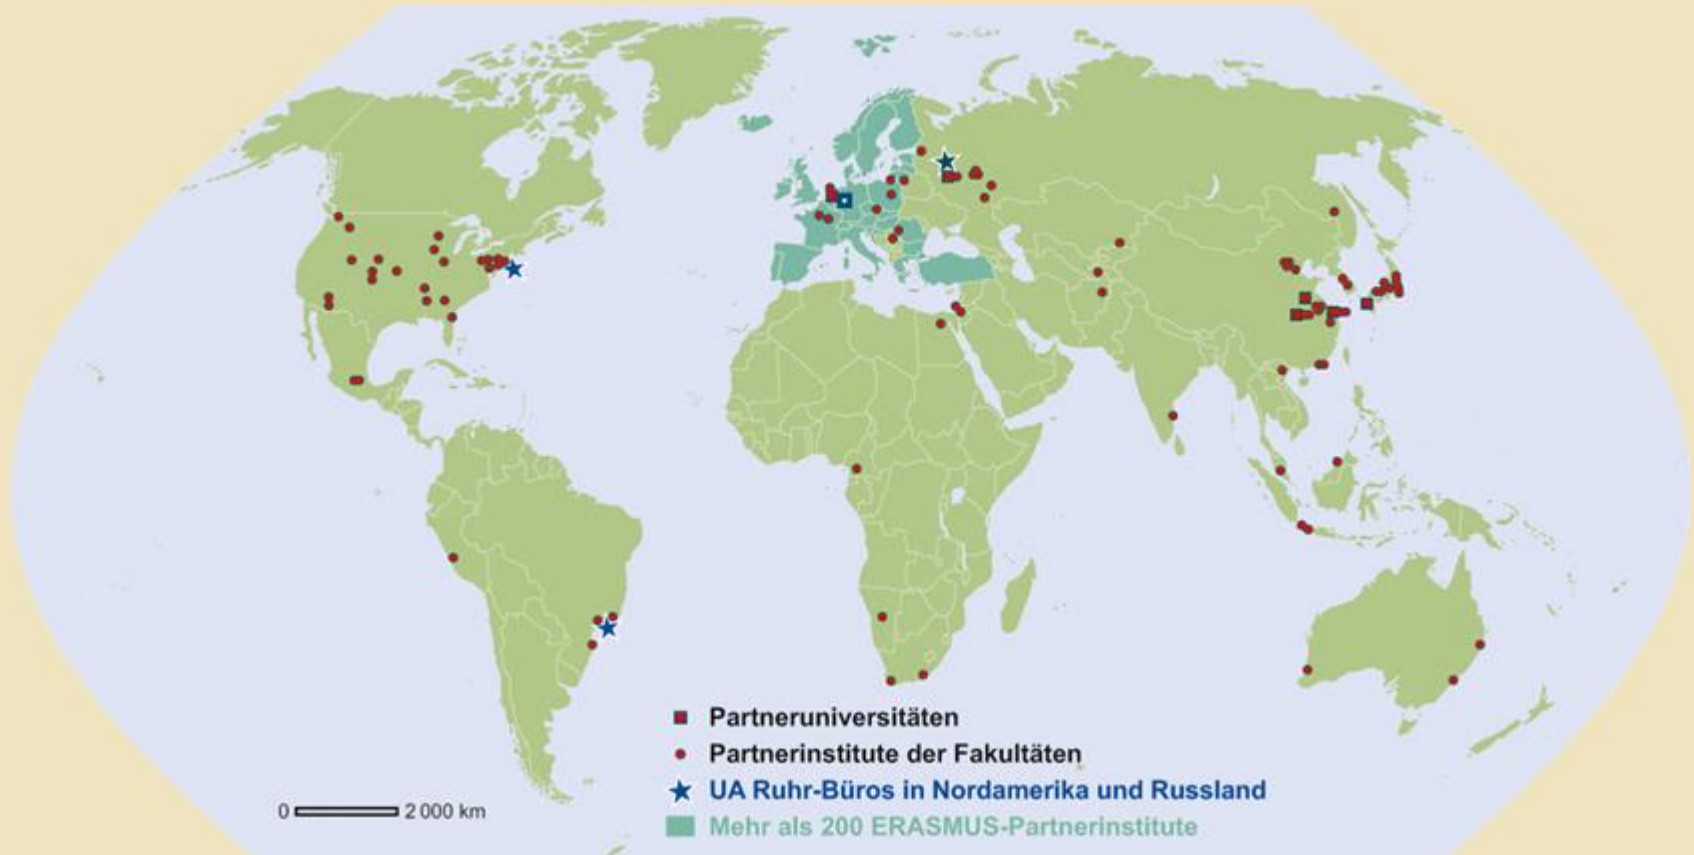 Partneruniversitäten
Partnerinstitute der Fakultäten
UA Ruhr-Büros in Nordamerika und Russland
0 2 000 km
Mehr als 200 ERASMUS-Partnerinstitute